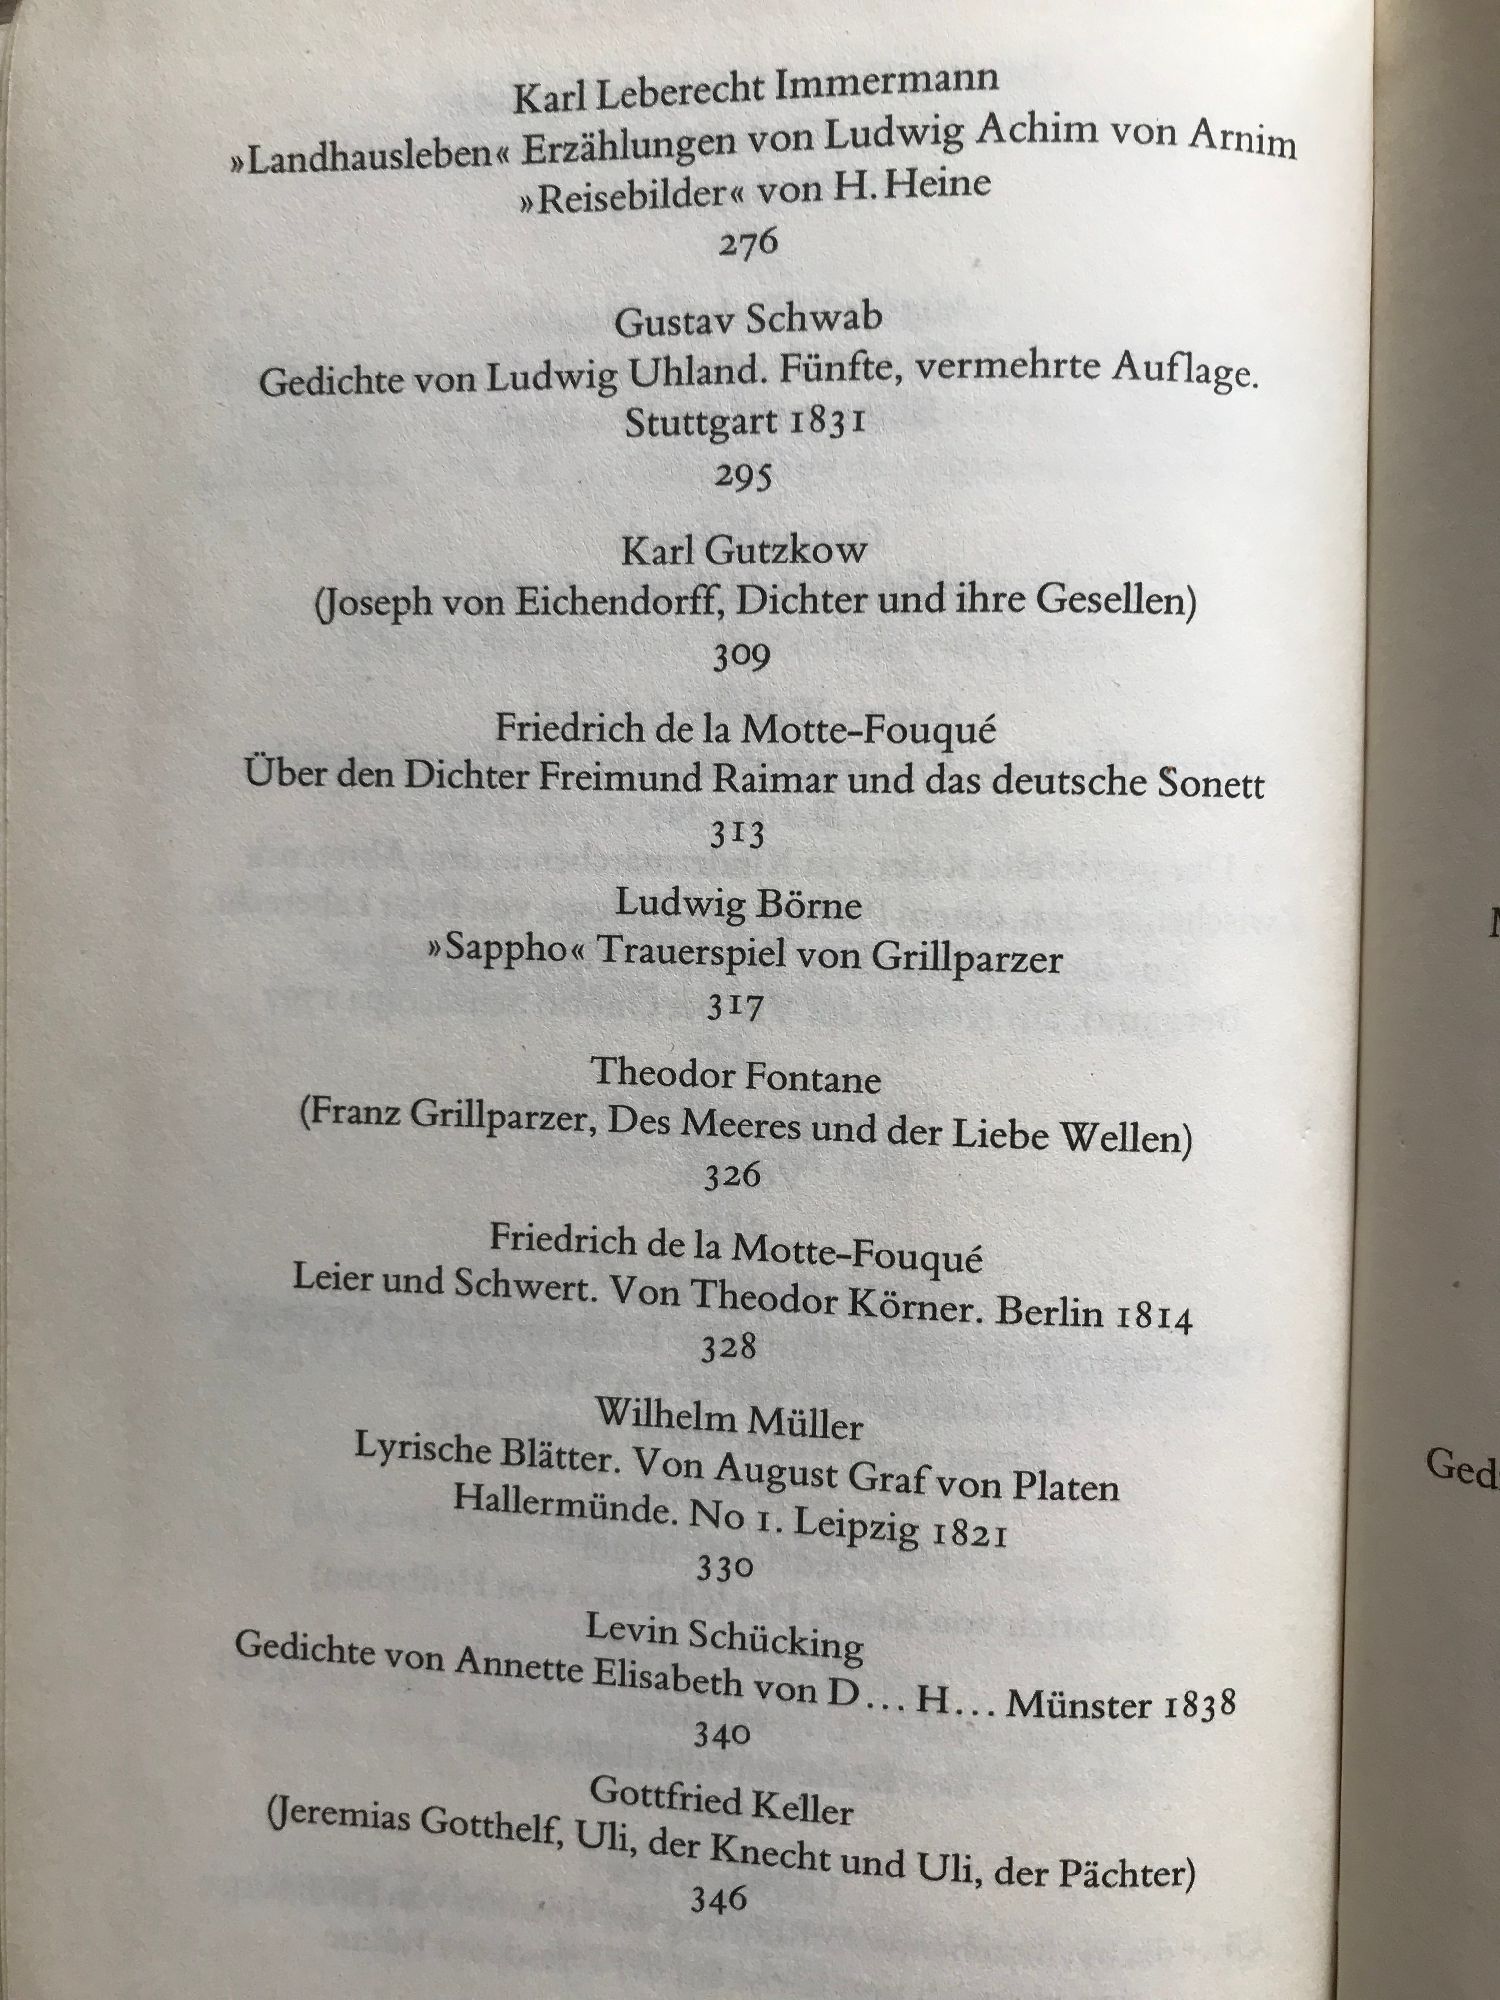 Karl Leberecht Immermann
»Landhausleben« Erzählungen von Ludwig Achim von Arnim
»Reisebilder« von H. Heine
276
Gustav Schwab
Gedichte von Ludwig Uhland. Fünfte, vermehrte Auflage.
Stuttgart 1831
295
Karl Gutzkow
(Joseph von Eichendorff, Dichter und ihre Gesellen)
309
Friedrich de la Motte-Fouqué
Über den Dichter Freimund Raimar und das deutsche Sonett
313
Ludwig Börne
»Sappho« Trauerspiel von Grillparzer
317
Theodor Fontane
(Franz Grillparzer, Des Meeres und der Liebe Wellen)
326
Friedrich de la Motte-Fouqué
Leier und Schwert. Von Theodor Körner. Berlin 1814
328
Wilhelm Müller
Lyrische Blätter. Von August Graf von Platen
Hallermünde. No 1. Leipzig 1821
330
Levin Schücking
Gedichte von Annette Elisabeth von D... H... Münster 1838
340
Gottfried Keller
(Jeremias Gotthelf, Uli, der Knecht und Uli, der Pächter)
346